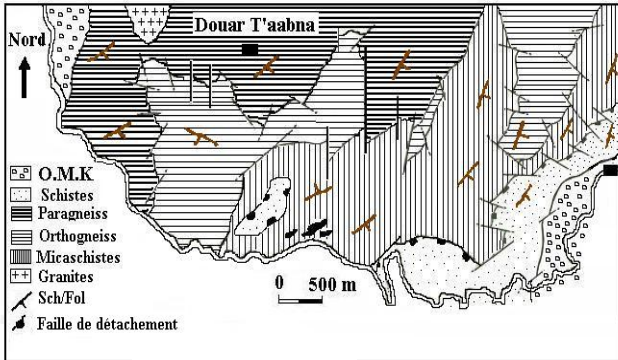 Douar T'aabna
Nord
O.M.K
Schistes
Paragneiss
Orthogneiss
Micaschistes
Granites
Sch/Fol
Faille de détachement
0 500 m